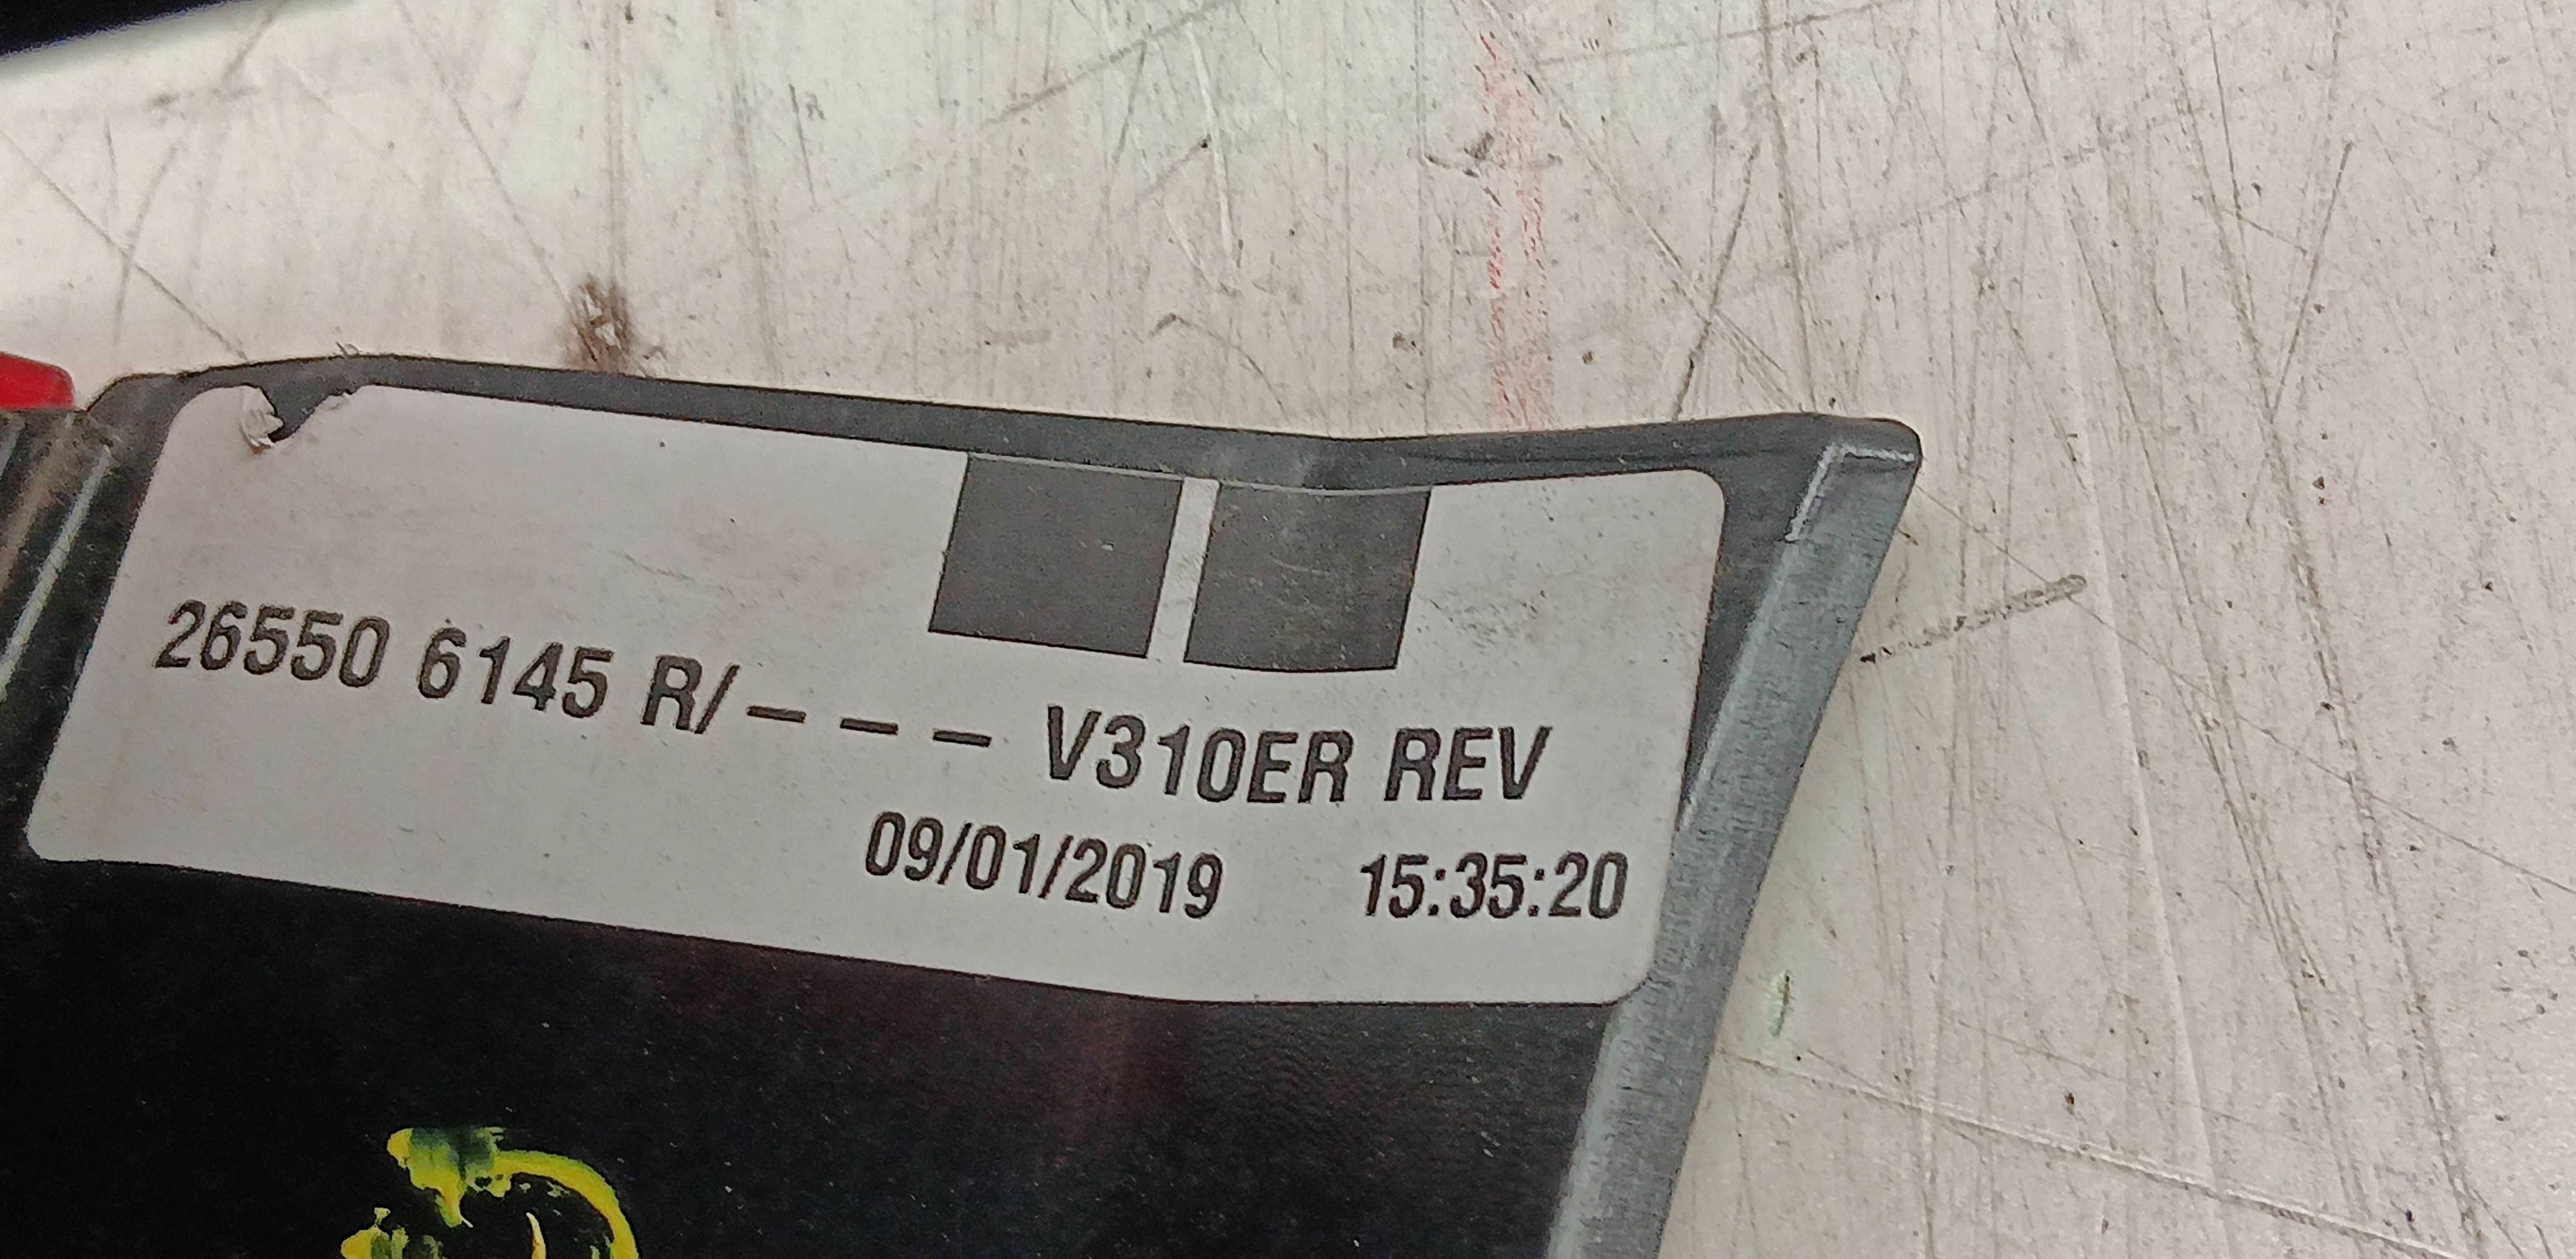 26550 6145 R/– – – V310ER REV
09/01/2019 15:35:20